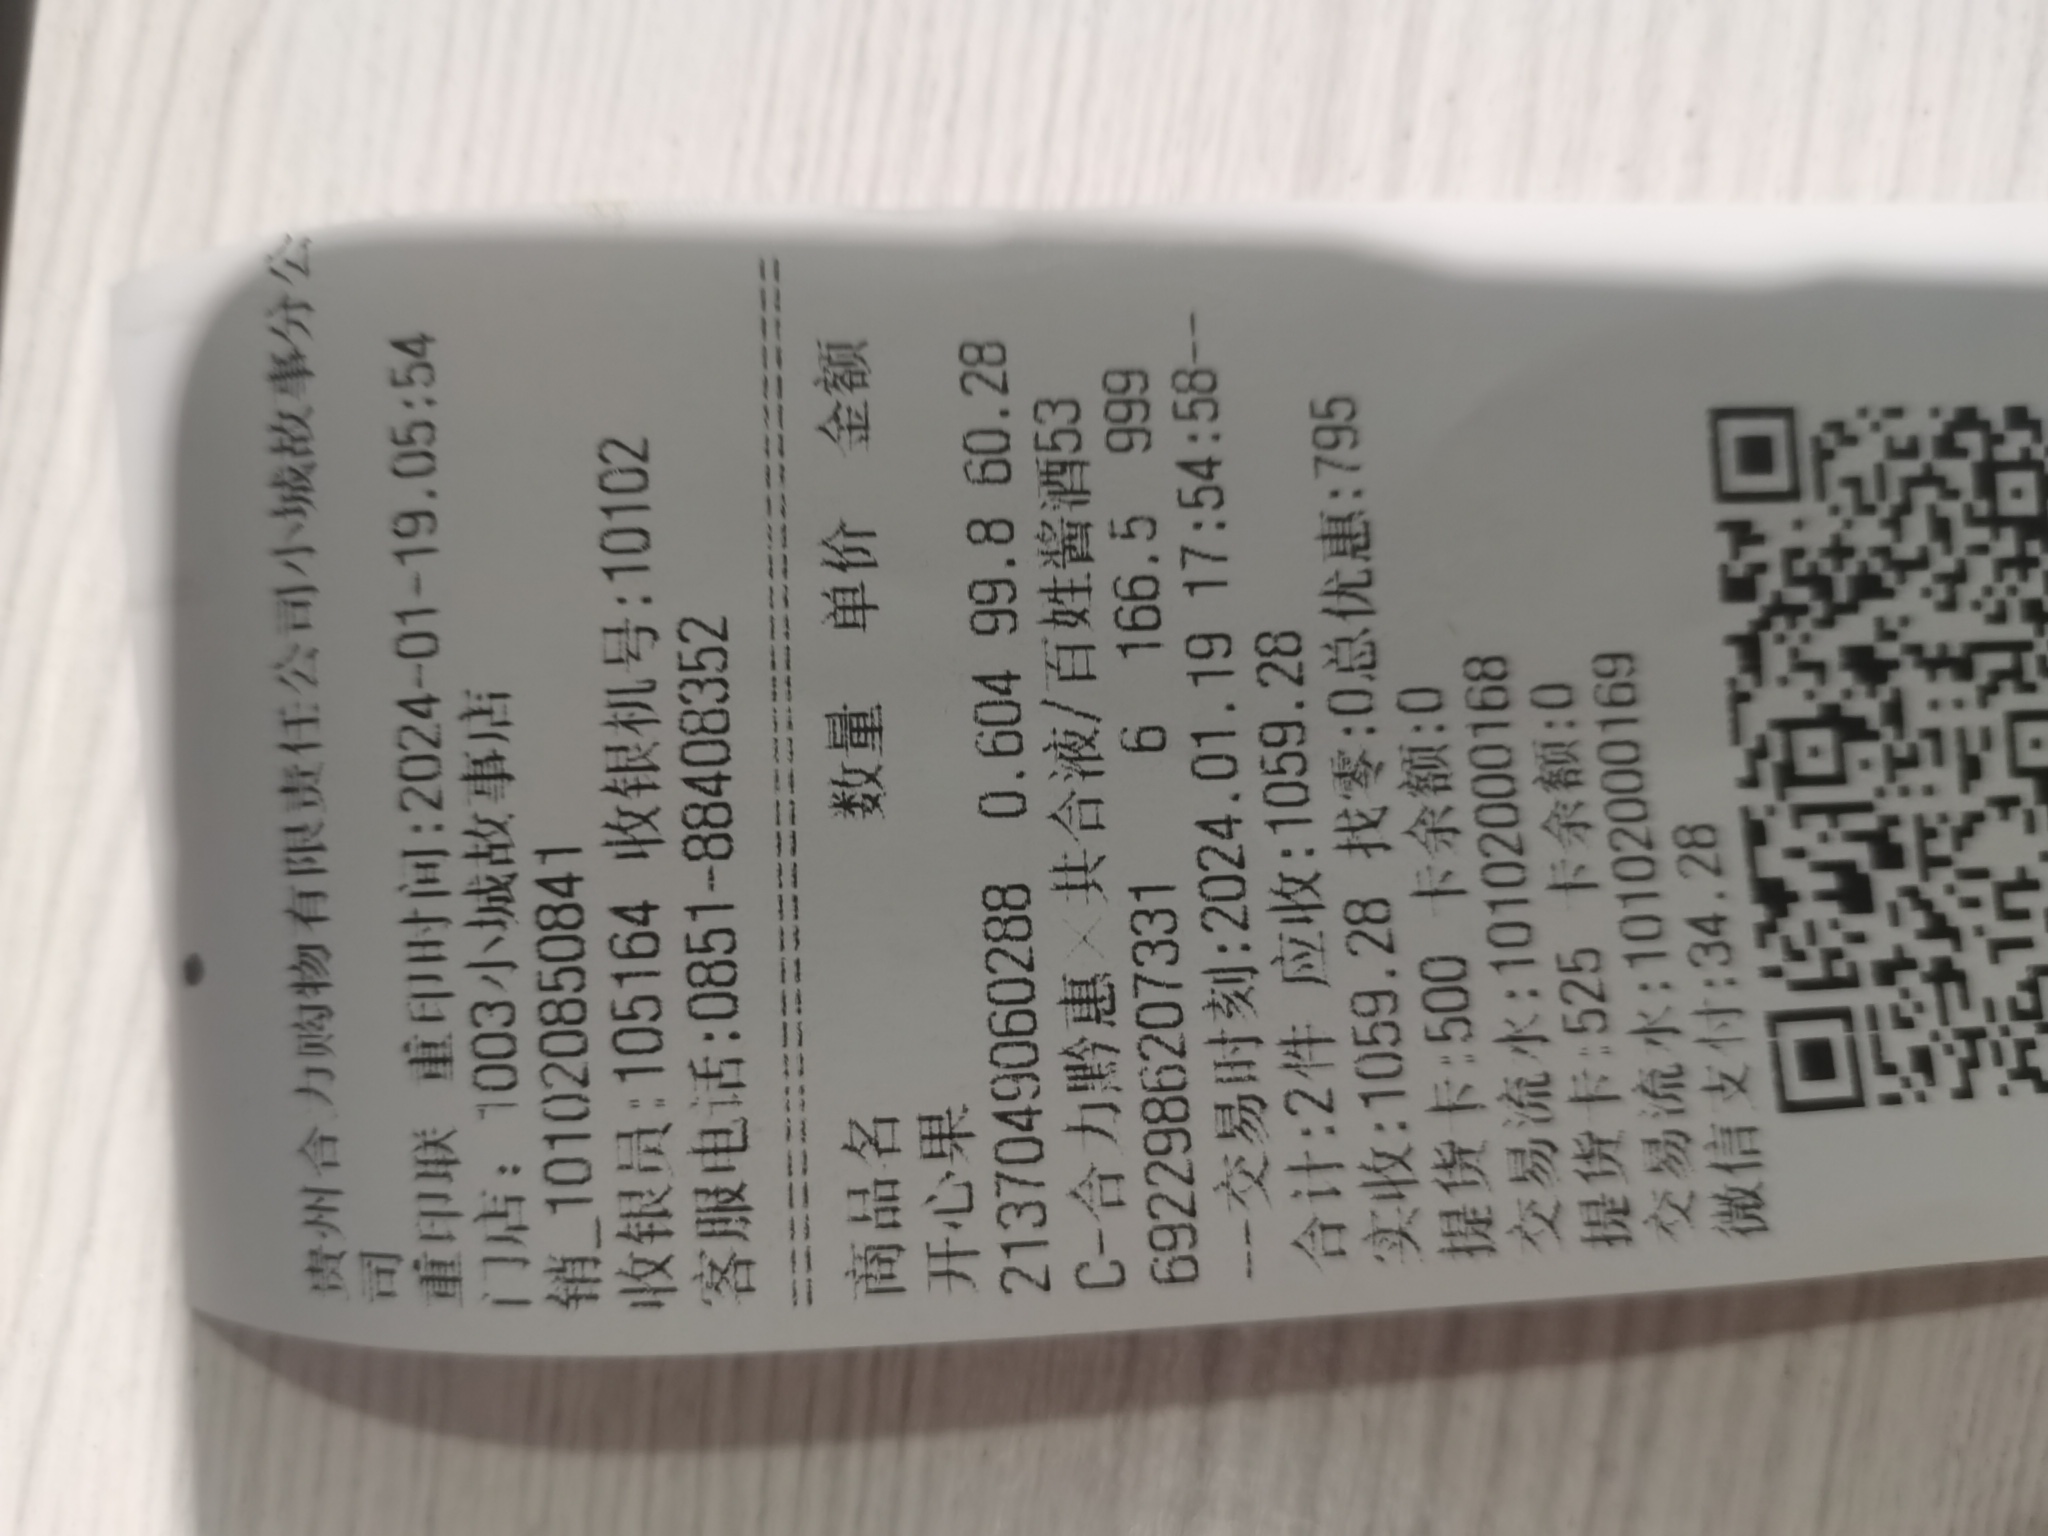 贵州合力购物有限责任公司小城故事分公
司
重印联 重印时间:2024-01-19.05:54
门店: 1003小城故事店
销_1010208508​41
收银员:105164 收银机号:10102
客服电话:0851-88408352
商品名 数量 单价 金额
开心果
2137049060288 0.604 99.8 60.28
C-合力黔惠×共合液/百姓酱酒53
6922986207331 6 166.5 999
---交易时刻:2024.01.19 17:54:58---
合计:2件 应收:1059.28
实收:1059.28 找零:0总优惠:795
提货卡:500 卡余额:0
交易流水:1010200​0168
提货卡:525 卡余额:0
交易流水:10102000169
微信支付:34.28